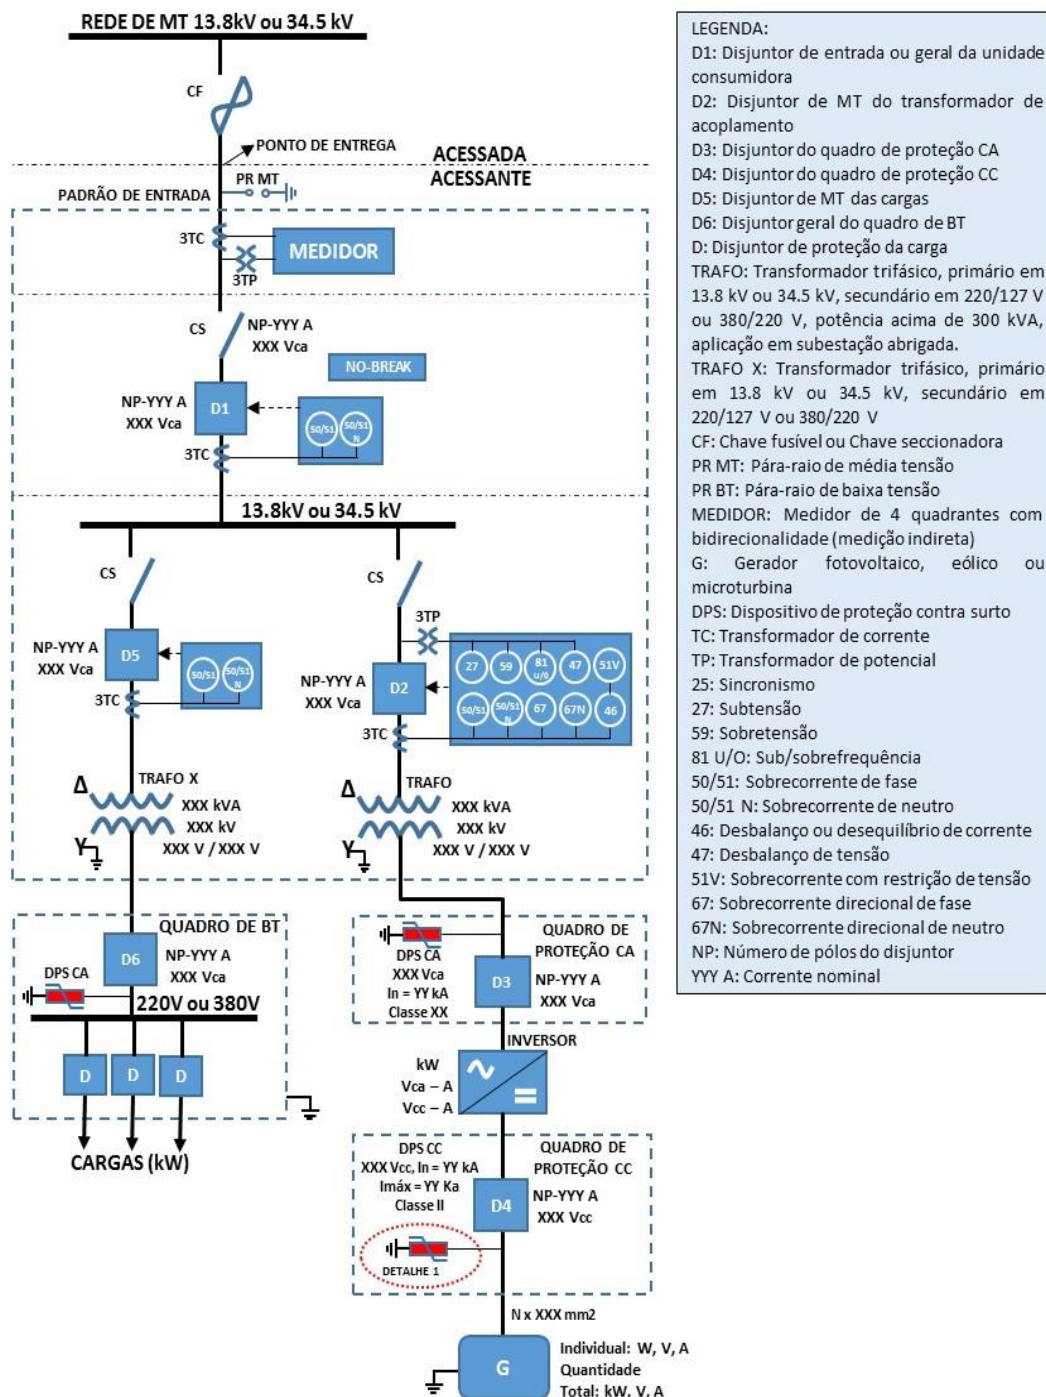 REDE DE MT 13.8kV ou 34.5 kV
CF
PONTO DE ENTREGA
ACESSADA
ACESSANTE
PR MT
PADRÃO DE ENTRADA
3TC
MEDIDOR
3TP
CS
NP-YYY A
XXX Vca
NO-BREAK
NP-YYY A
XXX Vca
D1
50/51
50/51
N
3TC
13.8kV ou 34.5 kV
CS
NP-YYY A
XXX Vca
D5
50/51
50/51
N
3TC
Δ
TRAFO X
XXX kVA
XXX kV
XXX V / XXX V
Y
CS
3TP
NP-YYY A
XXX Vca
D2
27
59
81
U/O
47
51V
50/51
50/51
N
67
67N
46
3TC
Δ
TRAFO
XXX kVA
XXX kV
XXX V / XXX V
Y
QUADRO DE BT
D6
NP-YYY A
XXX Vca
DPS CA
220V ou 380V
D
D
D
CARGAS (kW)
QUADRO DE
PROTEÇÃO CA
DPS CA
XXX Vca
In = YY kA
Classe XX
D3
NP-YYY A
XXX Vca
INVERSOR
kW
Vca – A
Vcc – A
DPS CC
XXX Vcc, In = YY kA
Imáx = YY Ka
Classe II
QUADRO DE
PROTEÇÃO CC
D4
NP-YYY A
XXX Vcc
DETALHE 1
N x XXX mm2
G
Individual: W, V, A
Quantidade
Total: kW, V, A
LEGENDA:
D1: Disjuntor de entrada ou geral da unidade
consumidora
D2: Disjuntor de MT do transformador de
acoplamento
D3: Disjuntor do quadro de proteção CA
D4: Disjuntor do quadro de proteção CC
D5: Disjuntor de MT das cargas
D6: Disjuntor geral do quadro de BT
D: Disjuntor de proteção da carga
TRAFO: Transformador trifásico, primário em
13.8 kV ou 34.5 kV, secundário em 220/127 V
ou 380/220 V, potência acima de 300 kVA,
aplicação em subestação abrigada.
TRAFO X: Transformador trifásico, primário
em 13.8 kV ou 34.5 kV, secundário em
220/127 V ou 380/220 V
CF: Chave fusível ou Chave seccionadora
PR MT: Pára-raio de média tensão
PR BT: Pára-raio de baixa tensão
MEDIDOR: Medidor de 4 quadrantes com
bidirecionalidade (medição indireta)
G: Gerador fotovoltaico, eólico ou
microturbina
DPS: Dispositivo de proteção contra surto
TC: Transformador de corrente
TP: Transformador de potencial
25: Sincronismo
27: Subtensão
59: Sobretensão
81 U/O: Sub/sobrefrequência
50/51: Sobrecorrente de fase
50/51 N: Sobrecorrente de neutro
46: Desbalanço ou desequilíbrio de corrente
47: Desbalanço de tensão
51V: Sobrecorrente com restrição de tensão
67: Sobrecorrente direcional de fase
67N: Sobrecorrente direcional de neutro
NP: Número de pólos do disjuntor
YYY A: Corrente nominal